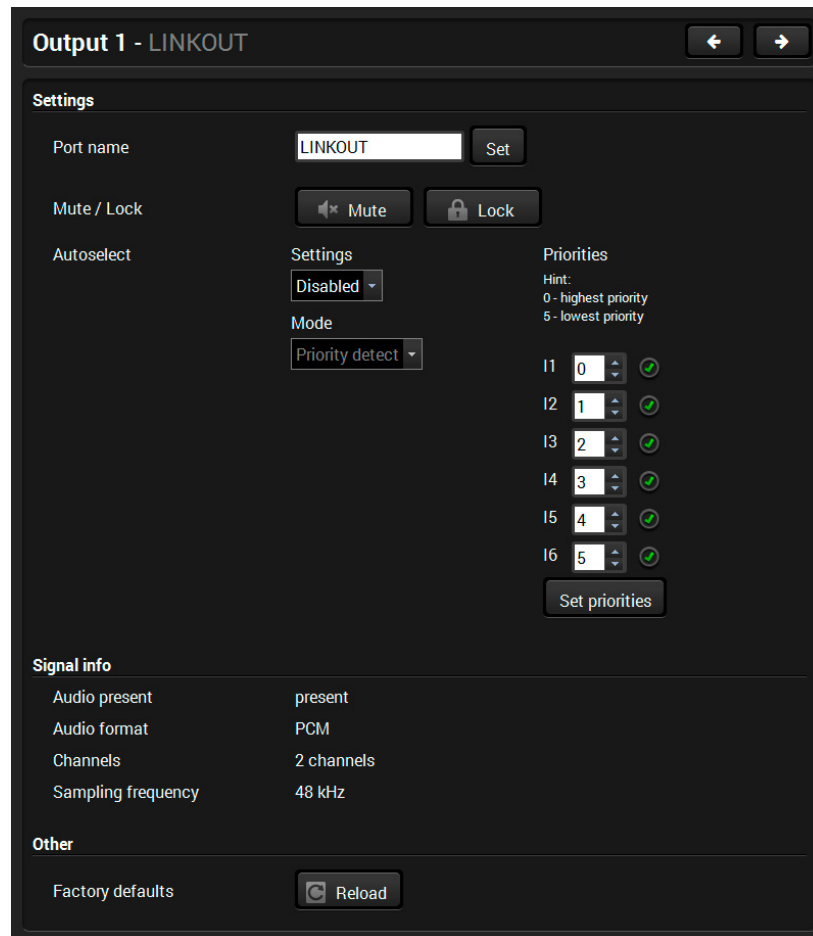 Output 1 - LINKOUT
Settings
Port name LINKOUT Set
Mute / Lock Mute Lock
Autoselect Settings Priorities
Disabled
Hint:
0 - highest priority
5 - lowest priority
Mode
Priority detect
I1 0
I2 1
I3 2
I4 3
I5 4
I6 5
Set priorities
Signal info
Audio present present
Audio format PCM
Channels 2 channels
Sampling frequency 48 kHz
Other
Factory defaults Reload